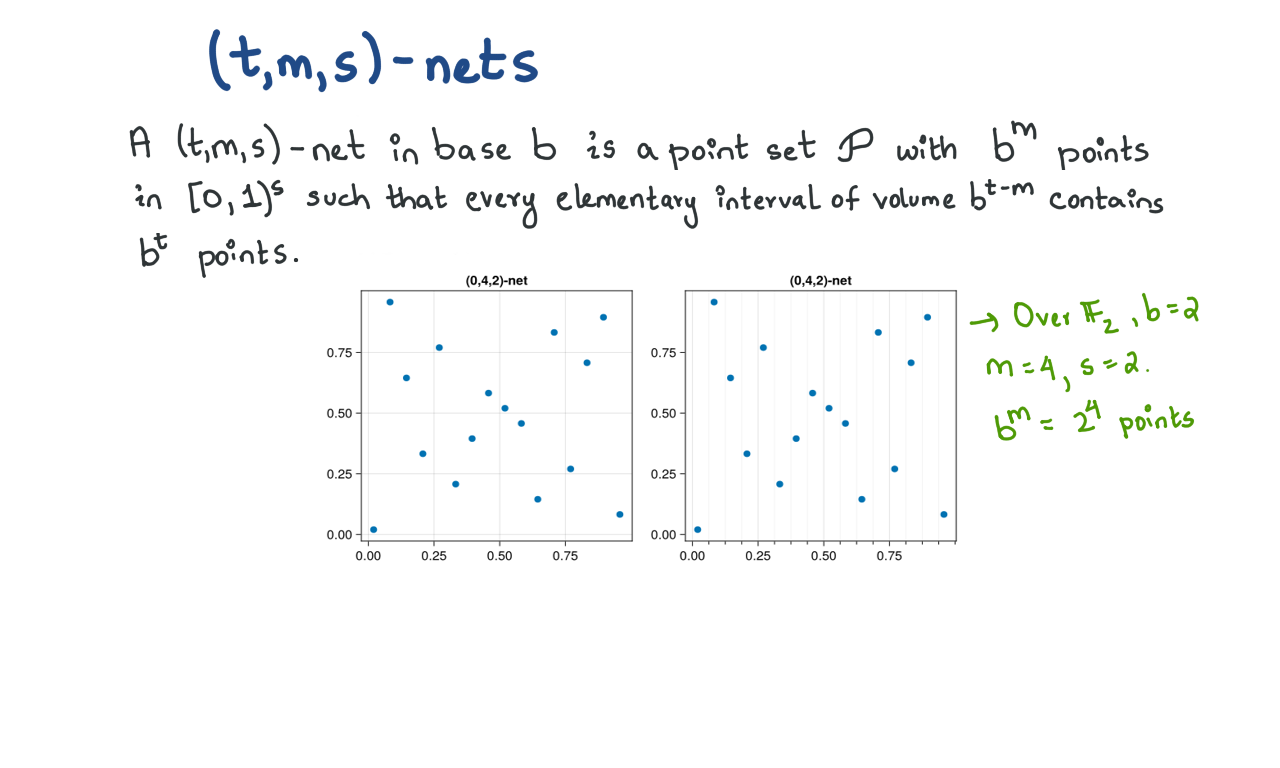 (t,m,s)-nets
A (t,m,s)-net in base b is a point set 𝒫 with b^m points
in [0,1)^s such that every elementary interval of volume b^{t-m} contains
b^t points.
(0,4,2)-net
0.75
0.50
0.25
0.00
0.00 0.25 0.50 0.75
(0,4,2)-net
0.75
0.50
0.25
0.00
0.00 0.25 0.50 0.75
→ Over 𝔽_2, b=2
m=4, s=2.
b^m = 2^4 points